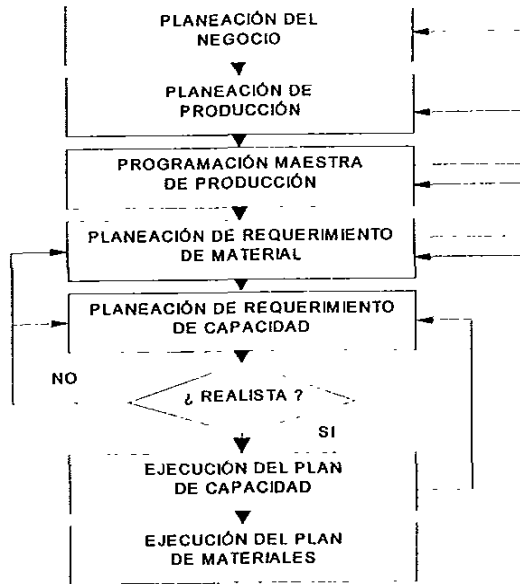 PLANEACIÓN DEL
NEGOCIO
PLANEACIÓN DE
PRODUCCIÓN
PROGRAMACIÓN MAESTRA
DE PRODUCCIÓN
PLANEACIÓN DE REQUERIMIENTO
DE MATERIAL
PLANEACIÓN DE REQUERIMIENTO
DE CAPACIDAD
NO
¿ REALISTA ?
SI
EJECUCIÓN DEL PLAN
DE CAPACIDAD
EJECUCIÓN DEL PLAN
DE MATERIALES